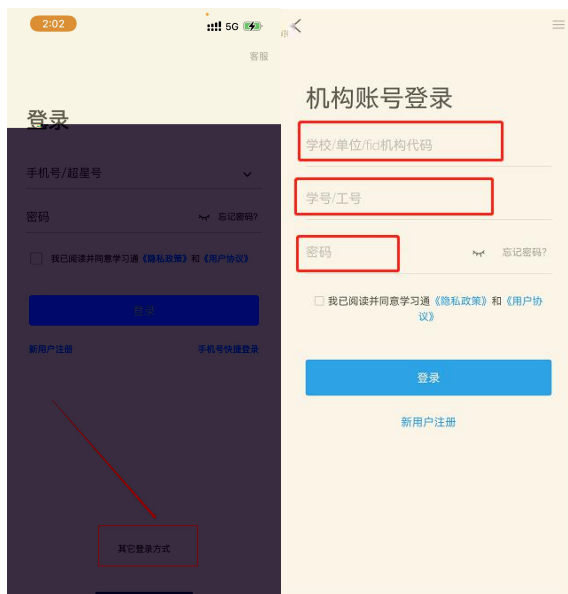 2:02
5G
客服
登录
手机号/超星号
密码
忘记密码?
我已阅读并同意学习通《隐私政策》和《用户协议》
登录
新用户注册
手机号快捷登录
其它登录方式
机构账号登录
学校/单位/fid机构代码
学号/工号
密码
忘记密码?
我已阅读并同意学习通《隐私政策》和《用户协
议》
登录
新用户注册